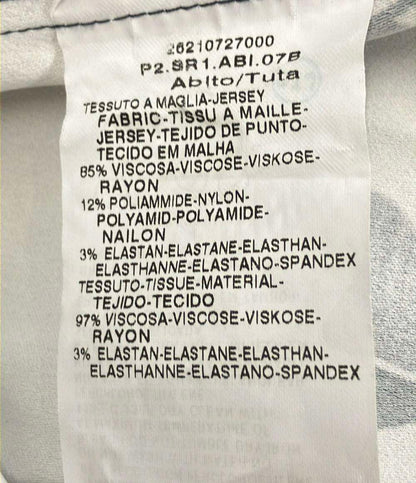 26210727000
P2.SR1.ABI.07B
Abito/Tuta
TESSUTO A MAGLIA-JERSEY
FABRIC-TISSU A MAILLE-
JERSEY-TEJIDO DE PUNTO-
TECIDO EM MALHA
85% VISCOSA-VISCOSE-VISKOSE-
RAYON
12% POLIAMMIDE-NYLON-
POLYAMID-POLYAMIDE-
NAILON
3% ELASTAN-ELASTANE-ELASTHAN-
ELASTHANNE-ELASTANO-SPANDEX
TESSUTO-TISSUE-MATERIAL-
TEJIDO-TECIDO
97% VISCOSA-VISCOSE-VISKOSE-
RAYON
3% ELASTAN-ELASTANE-ELASTHAN-
ELASTHANNE-ELASTANO-SPANDEX